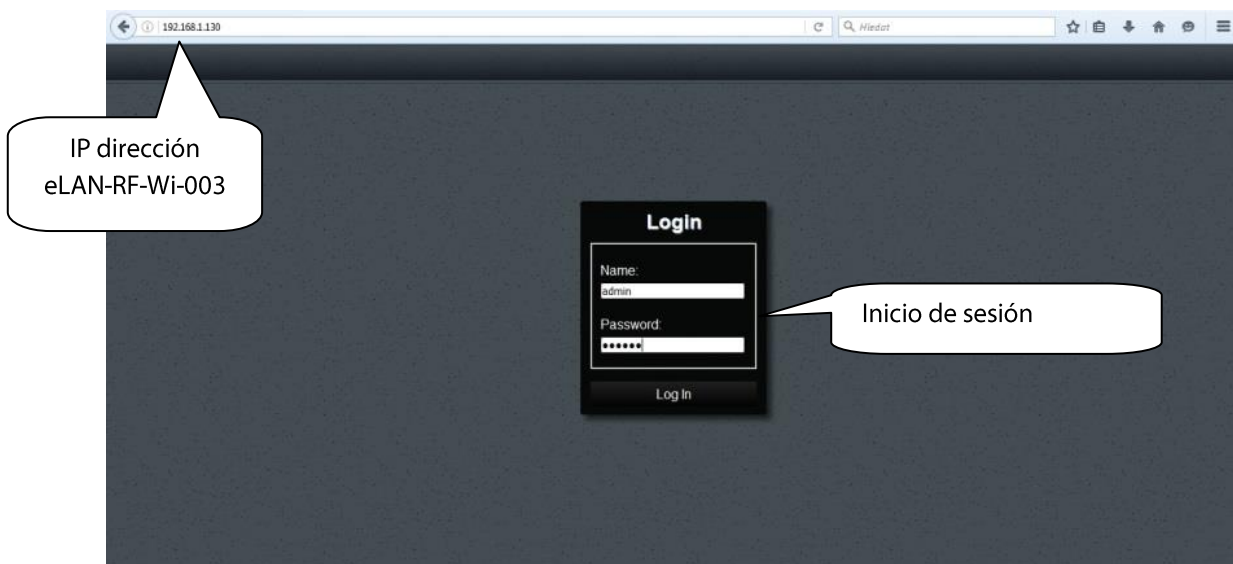 192.168.1.130
Hledat
IP dirección
eLAN-RF-Wi-003
Login
Name:
admin
Password:
••••••
Inicio de sesión
Log In